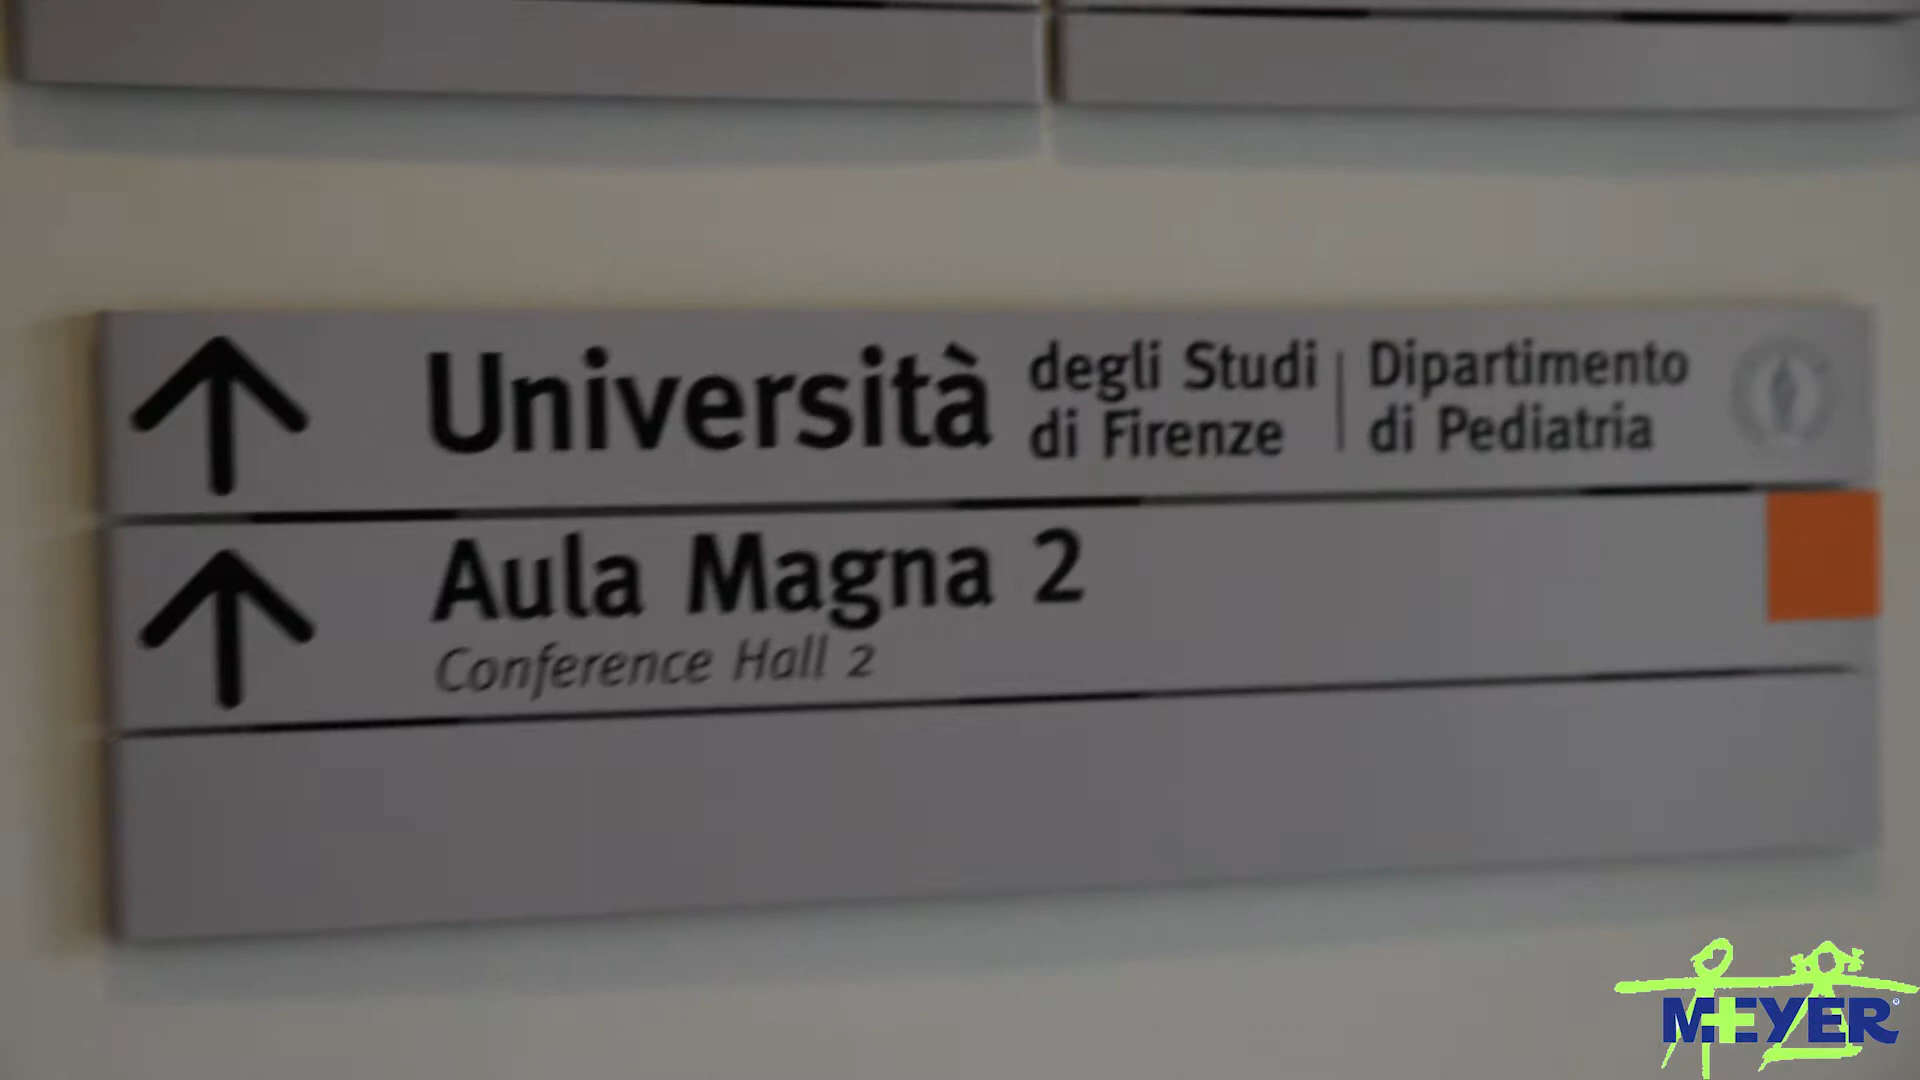 Università degli Studi di Firenze | Dipartimento di Pediatria
Aula Magna 2
Conference Hall 2
MEYER®